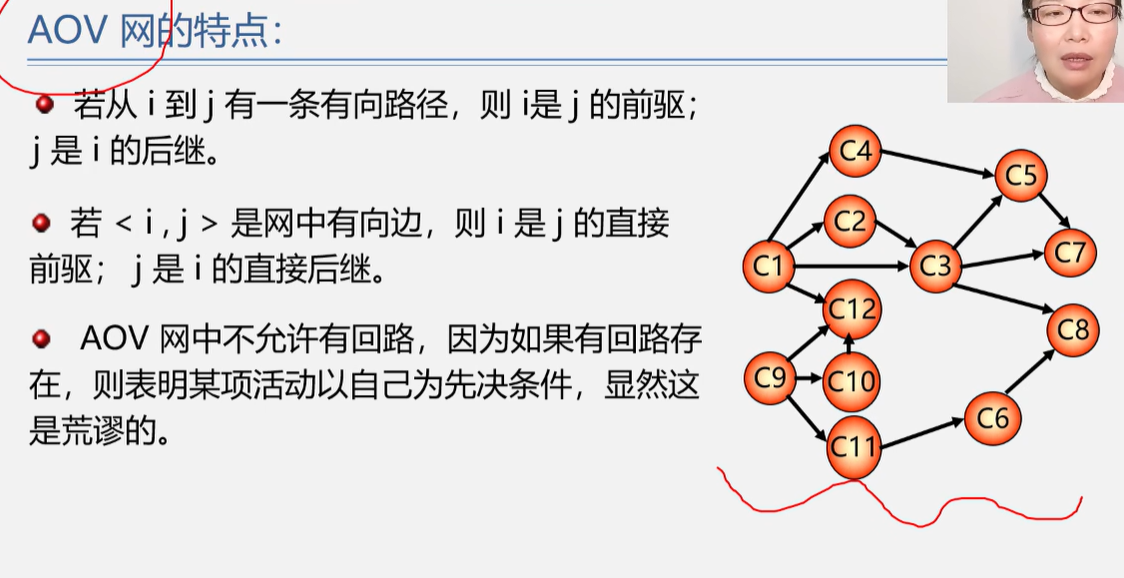 AOV 网的特点：
若从 i 到 j 有一条有向路径，则 i是 j 的前驱；
j 是 i 的后继。
若 < i , j > 是网中有向边，则 i 是 j 的直接
前驱； j 是 i 的直接后继。
AOV 网中不允许有回路，因为如果有回路存
在，则表明某项活动以自己为先决条件，显然这
是荒谬的。
C4
C5
C2
C1
C3
C7
C12
C8
C9
C10
C6
C11